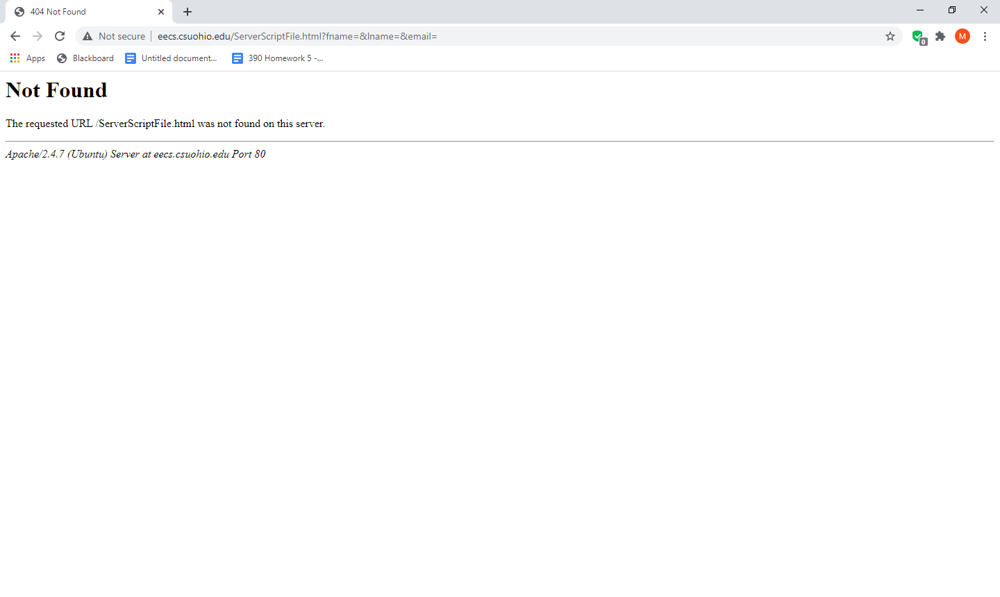 404 Not Found
Not secure eecs.csuohio.edu/ServerScriptFile.html?fname=&lname=&email=
0
M
Apps Blackboard Untitled document... 390 Homework 5 -...
Not Found
The requested URL /ServerScriptFile.html was not found on this server.
Apache/2.4.7 (Ubuntu) Server at eecs.csuohio.edu Port 80